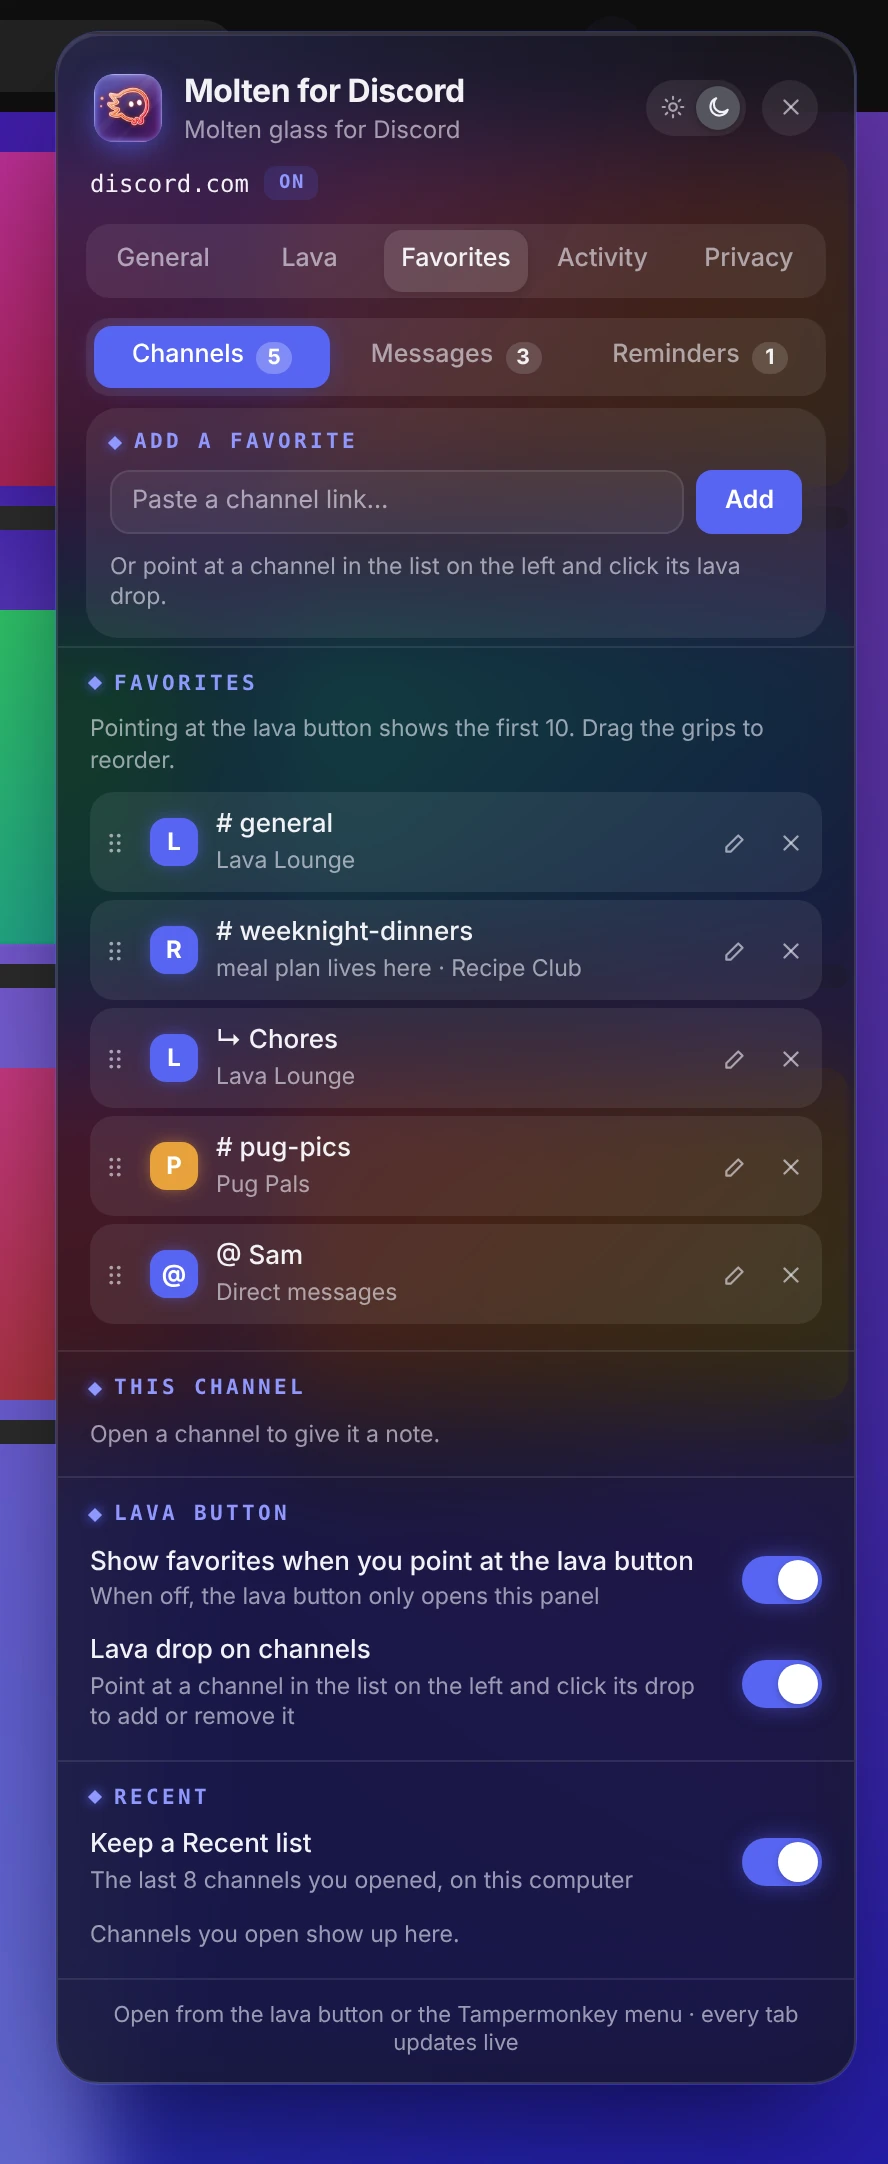 Molten for Discord
Molten glass for Discord
discord.com ON
General Lava Favorites Activity Privacy
Channels 5 Messages 3 Reminders 1
ADD A FAVORITE
Paste a channel link... Add
Or point at a channel in the list on the left and click its lava
drop.
FAVORITES
Pointing at the lava button shows the first 10. Drag the grips to
reorder.
L # general
Lava Lounge
R # weeknight-dinners
meal plan lives here · Recipe Club
L ↳ Chores
Lava Lounge
P # pug-pics
Pug Pals
@ @ Sam
Direct messages
THIS CHANNEL
Open a channel to give it a note.
LAVA BUTTON
Show favorites when you point at the lava button
When off, the lava button only opens this panel
Lava drop on channels
Point at a channel in the list on the left and click its drop
to add or remove it
RECENT
Keep a Recent list
The last 8 channels you opened, on this computer
Channels you open show up here.
Open from the lava button or the Tampermonkey menu · every tab
updates live